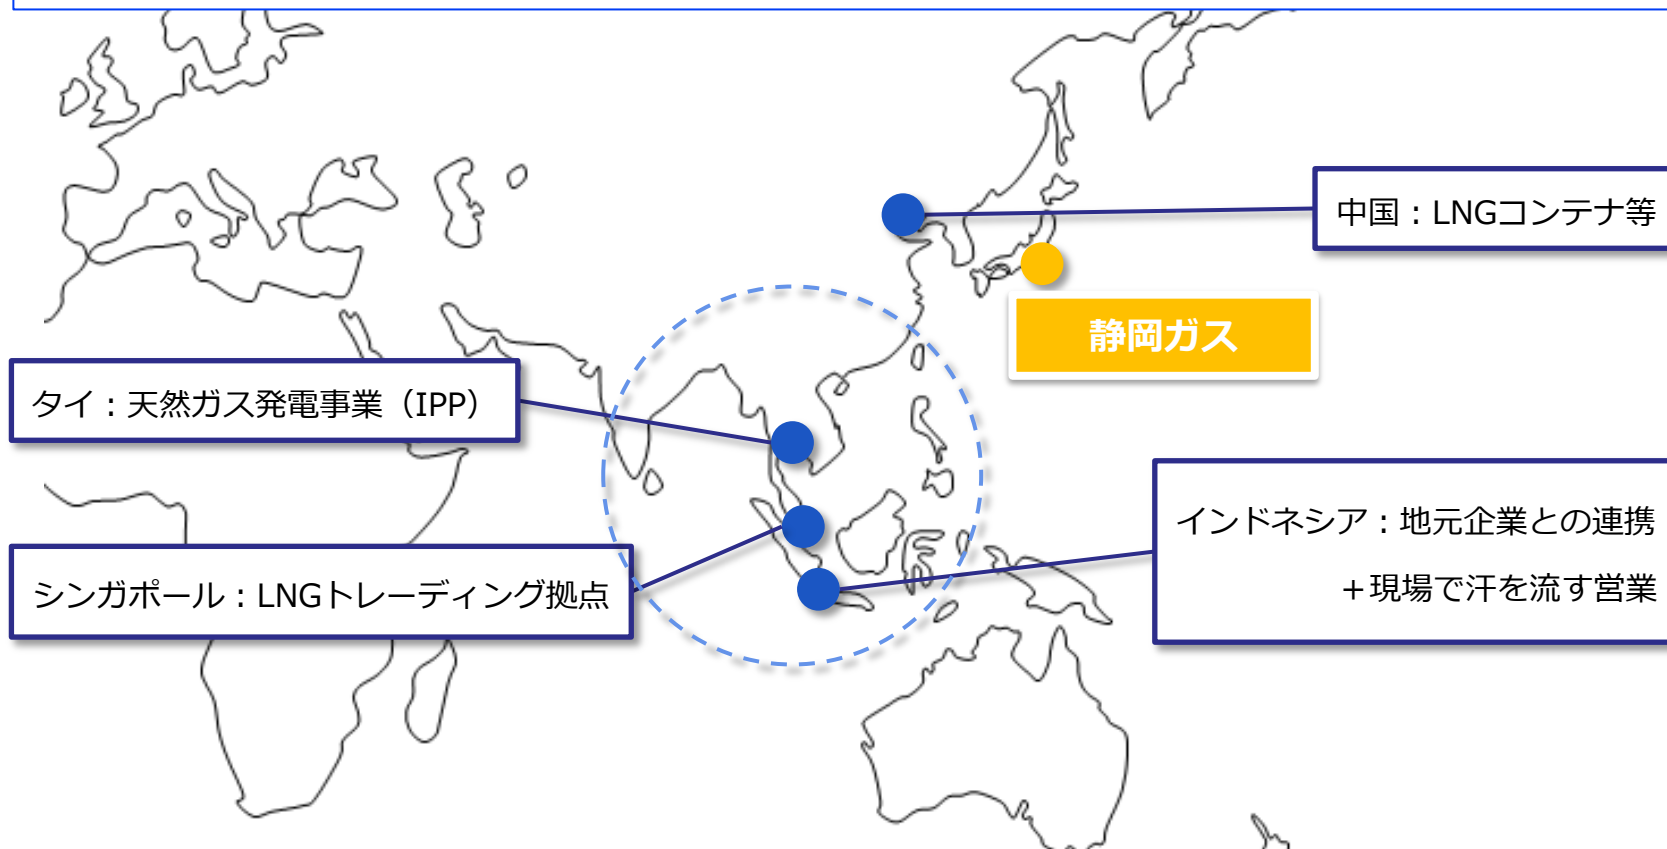 中国：LNGコンテナ等
静岡ガス
タイ：天然ガス発電事業（IPP）
インドネシア：地元企業との連携
＋現場で汗を流す営業
シンガポール：LNGトレーディング拠点